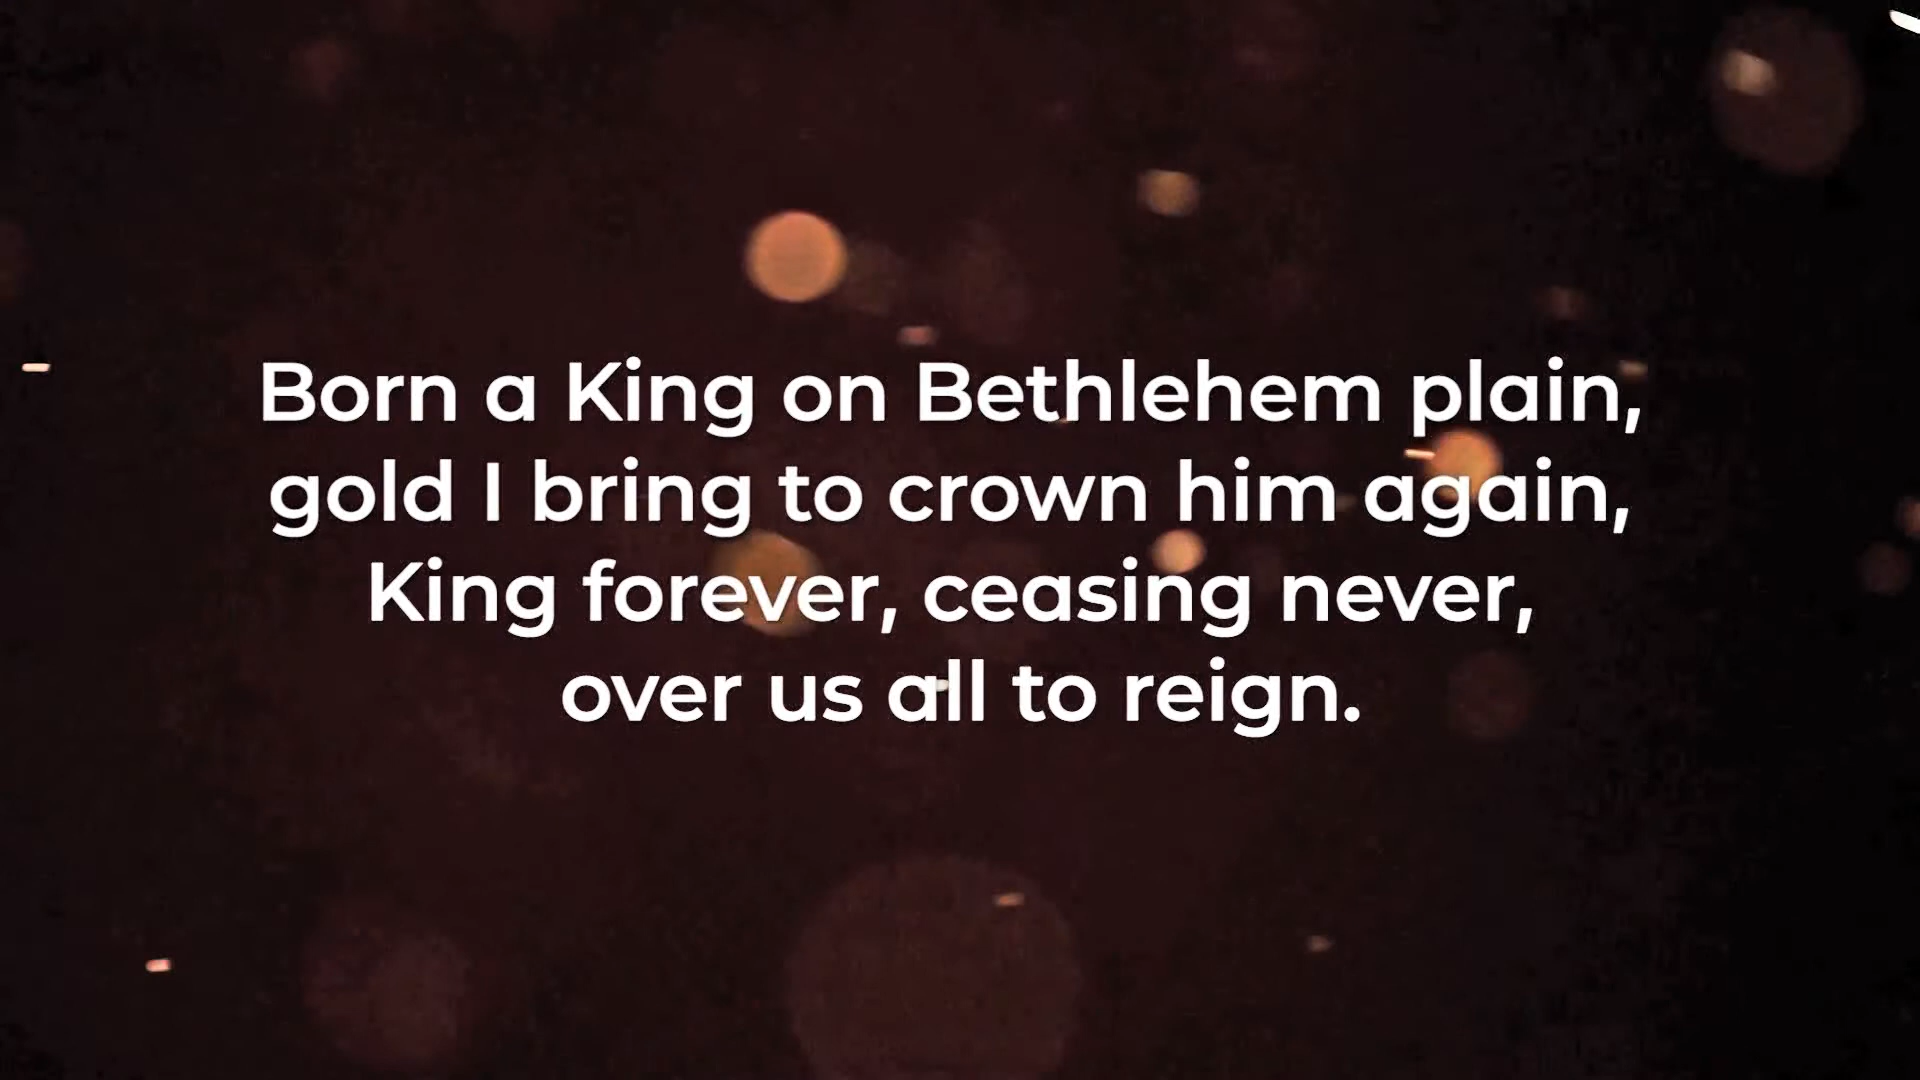 Born a King on Bethlehem plain,
gold I bring to crown him again,
King forever, ceasing never,
over us all to reign.